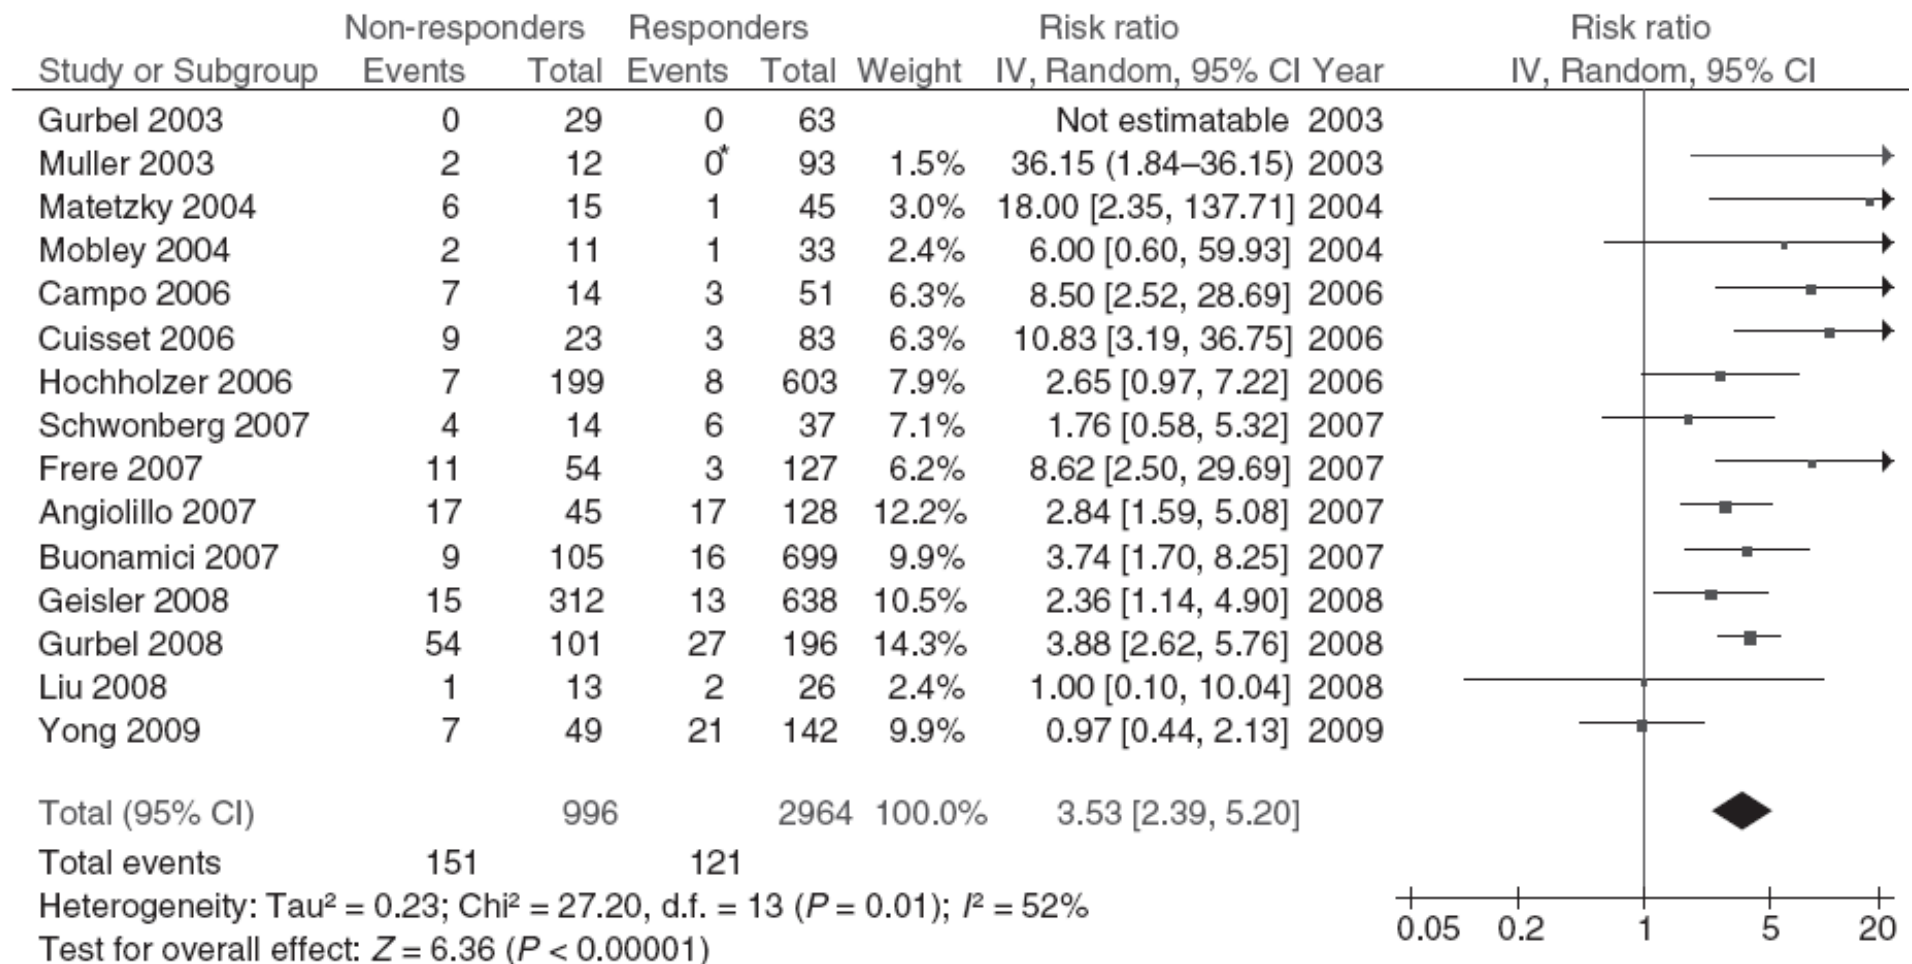 Non-responders Responders Risk ratio Risk ratio
Study or Subgroup Events Total Events Total Weight IV, Random, 95% CI Year IV, Random, 95% CI
Gurbel 2003 0 29 0 63 Not estimatable 2003
Muller 2003 2 12 0* 93 1.5% 36.15 (1.84–36.15) 2003
Matetzky 2004 6 15 1 45 3.0% 18.00 [2.35, 137.71] 2004
Mobley 2004 2 11 1 33 2.4% 6.00 [0.60, 59.93] 2004
Campo 2006 7 14 3 51 6.3% 8.50 [2.52, 28.69] 2006
Cuisset 2006 9 23 3 83 6.3% 10.83 [3.19, 36.75] 2006
Hochholzer 2006 7 199 8 603 7.9% 2.65 [0.97, 7.22] 2006
Schwonberg 2007 4 14 6 37 7.1% 1.76 [0.58, 5.32] 2007
Frere 2007 11 54 3 127 6.2% 8.62 [2.50, 29.69] 2007
Angiolillo 2007 17 45 17 128 12.2% 2.84 [1.59, 5.08] 2007
Buonamici 2007 9 105 16 699 9.9% 3.74 [1.70, 8.25] 2007
Geisler 2008 15 312 13 638 10.5% 2.36 [1.14, 4.90] 2008
Gurbel 2008 54 101 27 196 14.3% 3.88 [2.62, 5.76] 2008
Liu 2008 1 13 2 26 2.4% 1.00 [0.10, 10.04] 2008
Yong 2009 7 49 21 142 9.9% 0.97 [0.44, 2.13] 2009
Total (95% CI) 996 2964 100.0% 3.53 [2.39, 5.20]
Total events 151 121
Heterogeneity: Tau² = 0.23; Chi² = 27.20, d.f. = 13 (P = 0.01); I² = 52%
Test for overall effect: Z = 6.36 (P < 0.00001)
0.05 0.2 1 5 20